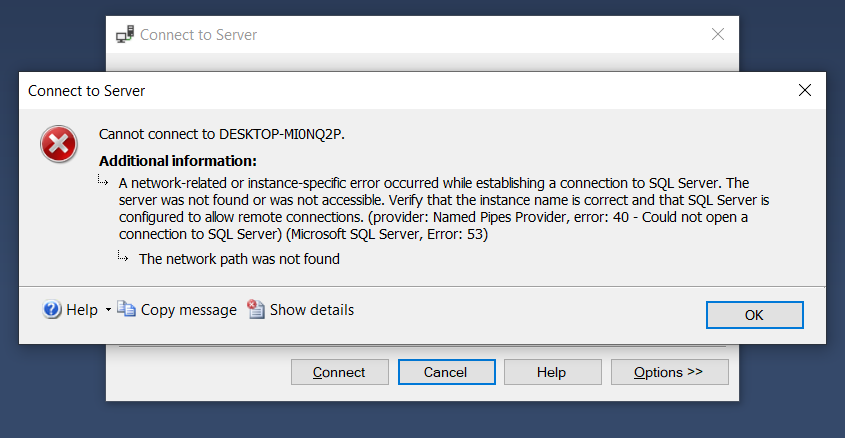 Connect to Server
Connect to Server
Cannot connect to DESKTOP-MI0NQ2P.
Additional information:
A network-related or instance-specific error occurred while establishing a connection to SQL Server. The
server was not found or was not accessible. Verify that the instance name is correct and that SQL Server is
configured to allow remote connections. (provider: Named Pipes Provider, error: 40 - Could not open a
connection to SQL Server) (Microsoft SQL Server, Error: 53)
The network path was not found
Help Copy message Show details OK
Connect Cancel Help Options >>